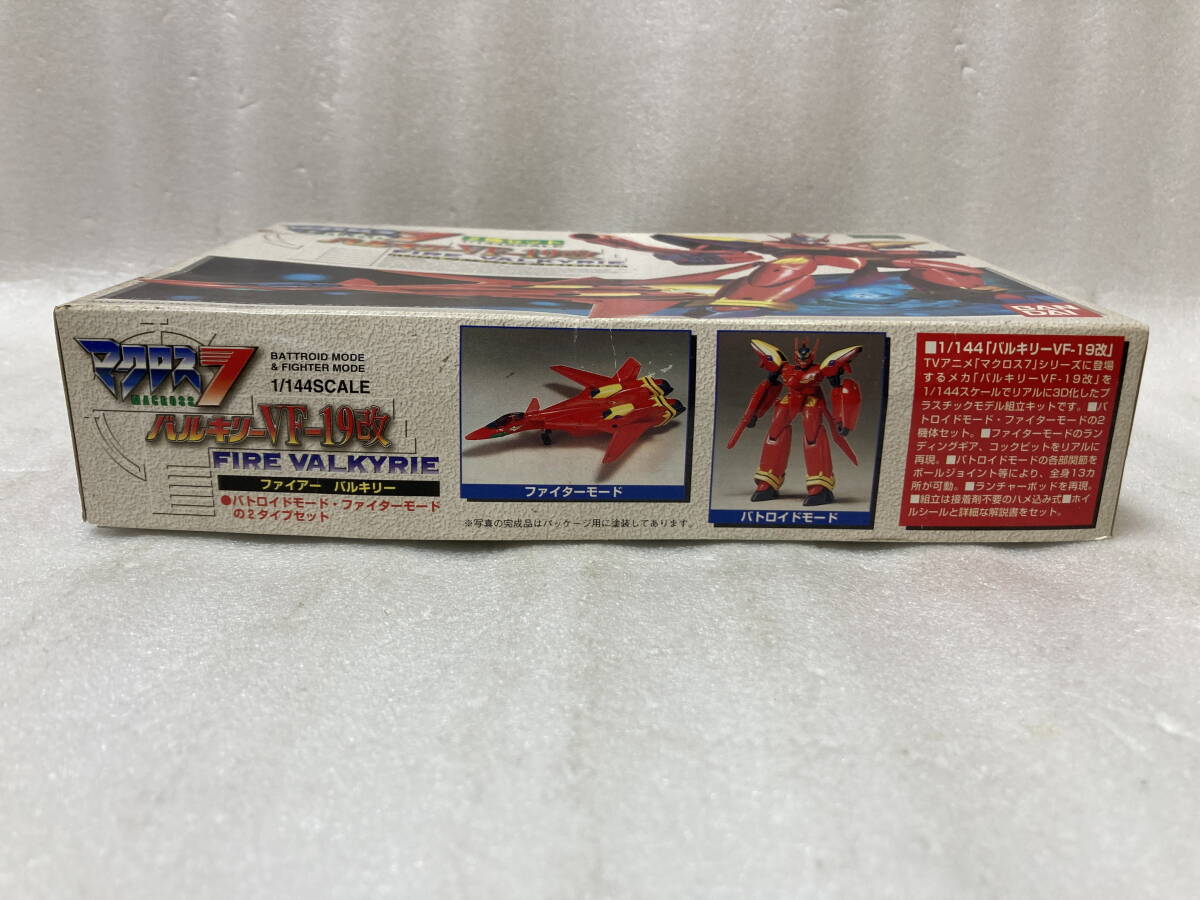 FIRE VALKYRIE
BAN
DAI
マクロス7
MACROSS
BATTROID MODE
& FIGHTER MODE
1/144SCALE
バルキリーVF-19改
FIRE VALKYRIE
ファイアー バルキリー
●バトロイドモード・ファイターモード
の2タイプセット
ファイターモード
※写真の完成品はパッケージ用に塗装してあります。
バトロイドモード
■1/144「バルキリーVF-19改」
TVアニメ「マクロス7」シリーズに登場
するメカ「バルキリーVF-19改」を
1/144スケールでリアルに3D化したプ
ラスチックモデル組立キットです。■バ
トロイドモード・ファイターモードの2
機体セット。■ファイターモードのラン
ディングギア、コックピットをリアルに
再現。■バトロイドモードの各部関節を
ボールジョイント等により、全身13カ
所が可動。■ランチャーポッドを再現。
■組立は接着剤不要のハメ込み式■ホイ
ルシールと詳細な解説書をセット。